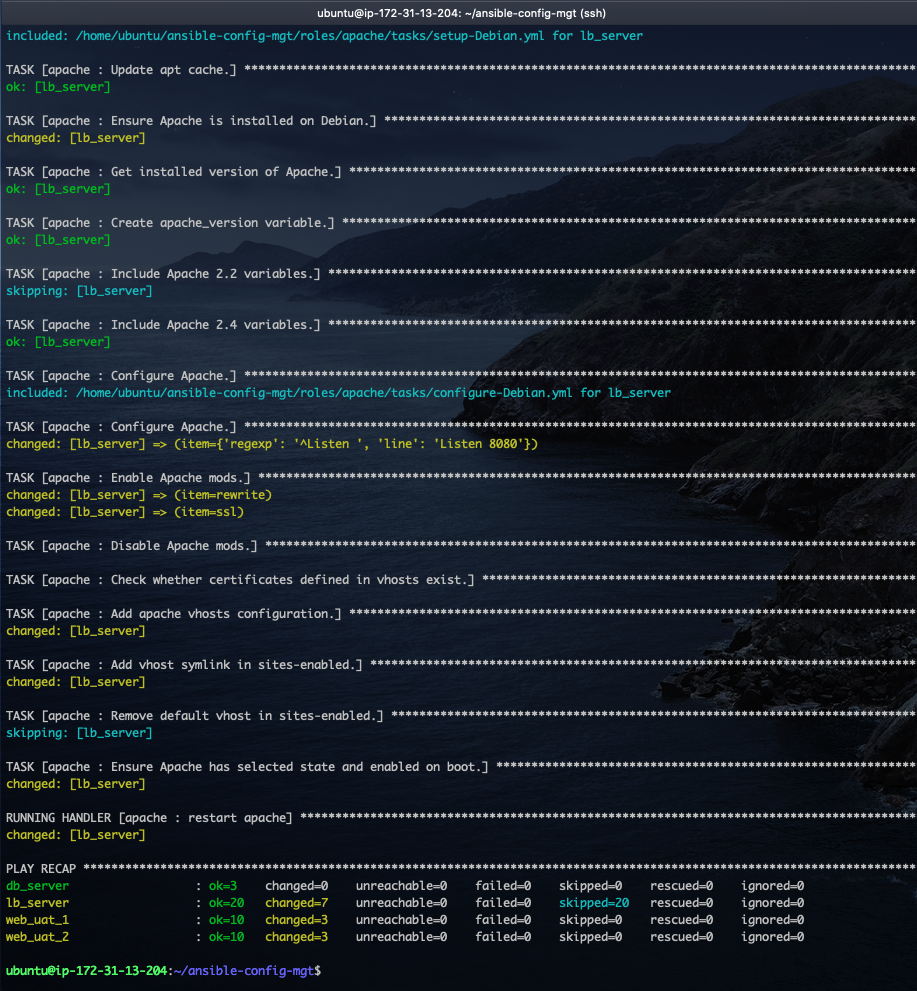 ubuntu@ip-172-31-13-204: ~/ansible-config-mgt (ssh)
included: /home/ubuntu/ansible-config-mgt/roles/apache/tasks/setup-Debian.yml for lb_server
TASK [apache : Update apt cache.] ************************************************************************************************
ok: [lb_server]
TASK [apache : Ensure Apache is installed on Debian.] ****************************************************************************
changed: [lb_server]
TASK [apache : Get installed version of Apache.] *********************************************************************************
ok: [lb_server]
TASK [apache : Create apache_version variable.] **********************************************************************************
ok: [lb_server]
TASK [apache : Include Apache 2.2 variables.] ************************************************************************************
skipping: [lb_server]
TASK [apache : Include Apache 2.4 variables.] ************************************************************************************
ok: [lb_server]
TASK [apache : Configure Apache.] ************************************************************************************************
included: /home/ubuntu/ansible-config-mgt/roles/apache/tasks/configure-Debian.yml for lb_server
TASK [apache : Configure Apache.] ************************************************************************************************
changed: [lb_server] => (item={'regexp': '^Listen ', 'line': 'Listen 8080'})
TASK [apache : Enable Apache mods.] **********************************************************************************************
changed: [lb_server] => (item=rewrite)
changed: [lb_server] => (item=ssl)
TASK [apache : Disable Apache mods.] *********************************************************************************************
TASK [apache : Check whether certificates defined in vhosts exist.] **************************************************************
TASK [apache : Add apache vhosts configuration.] *********************************************************************************
changed: [lb_server]
TASK [apache : Add vhost symlink in sites-enabled.] ******************************************************************************
changed: [lb_server]
TASK [apache : Remove default vhost in sites-enabled.] ***************************************************************************
skipping: [lb_server]
TASK [apache : Ensure Apache has selected state and enabled on boot.] ************************************************************
changed: [lb_server]
RUNNING HANDLER [apache : restart apache] ****************************************************************************************
changed: [lb_server]
PLAY RECAP ***********************************************************************************************************************
db_server                  : ok=3    changed=0    unreachable=0    failed=0    skipped=0    rescued=0    ignored=0
lb_server                  : ok=20   changed=7    unreachable=0    failed=0    skipped=20   rescued=0    ignored=0
web_uat_1                  : ok=10   changed=3    unreachable=0    failed=0    skipped=0    rescued=0    ignored=0
web_uat_2                  : ok=10   changed=3    unreachable=0    failed=0    skipped=0    rescued=0    ignored=0
ubuntu@ip-172-31-13-204:~/ansible-config-mgt$